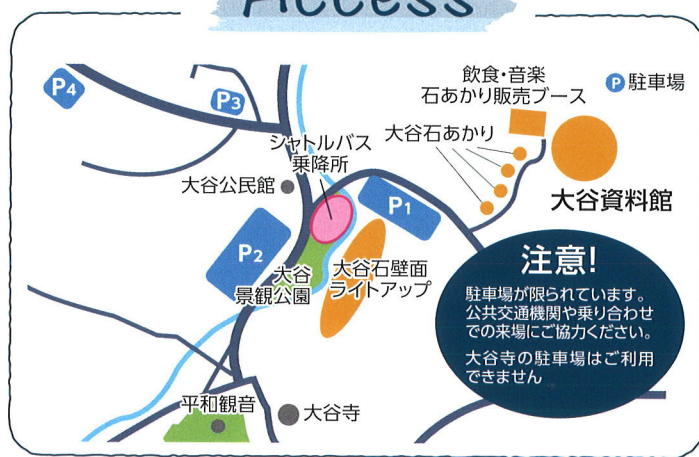 Access
P4
P3
飲食・音楽
石あかり販売ブース
P 駐車場
シャトルバス
乗降所
大谷石あかり
大谷公民館
P1
大谷資料館
P2
大谷
景観公園
大谷石壁面
ライトアップ
注意!
駐車場が限られています。
公共交通機関や乗り合わせ
での来場にご協力ください。
大谷寺の駐車場はご利用
できません
平和観音
大谷寺